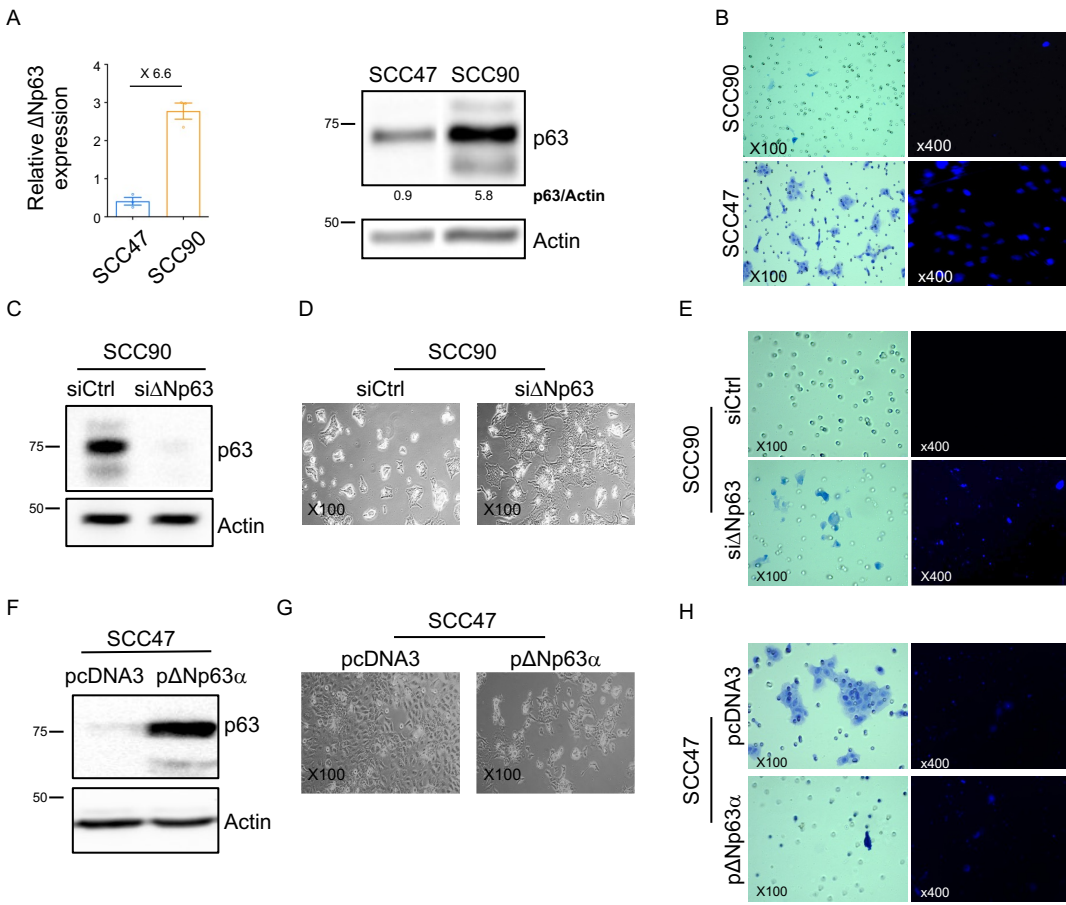 A
Relative ΔNp63
expression
4
3
2
1
0
X 6.6
SCC47
SCC90
SCC47 SCC90
75
p63
0.9 5.8 p63/Actin
50
Actin
B
SCC90
X100
x400
SCC47
X100
x400
C
SCC90
siCtrl siΔNp63
75
p63
50
Actin
D
SCC90
siCtrl siΔNp63
X100
X100
E
SCC90
siCtrl
X100
x400
siΔNp63
X100
X400
F
SCC47
pcDNA3 pΔNp63α
75
p63
50
Actin
G
SCC47
pcDNA3 pΔNp63α
X100
X100
H
SCC47
pcDNA3
X100
x400
pΔNp63α
X100
x400